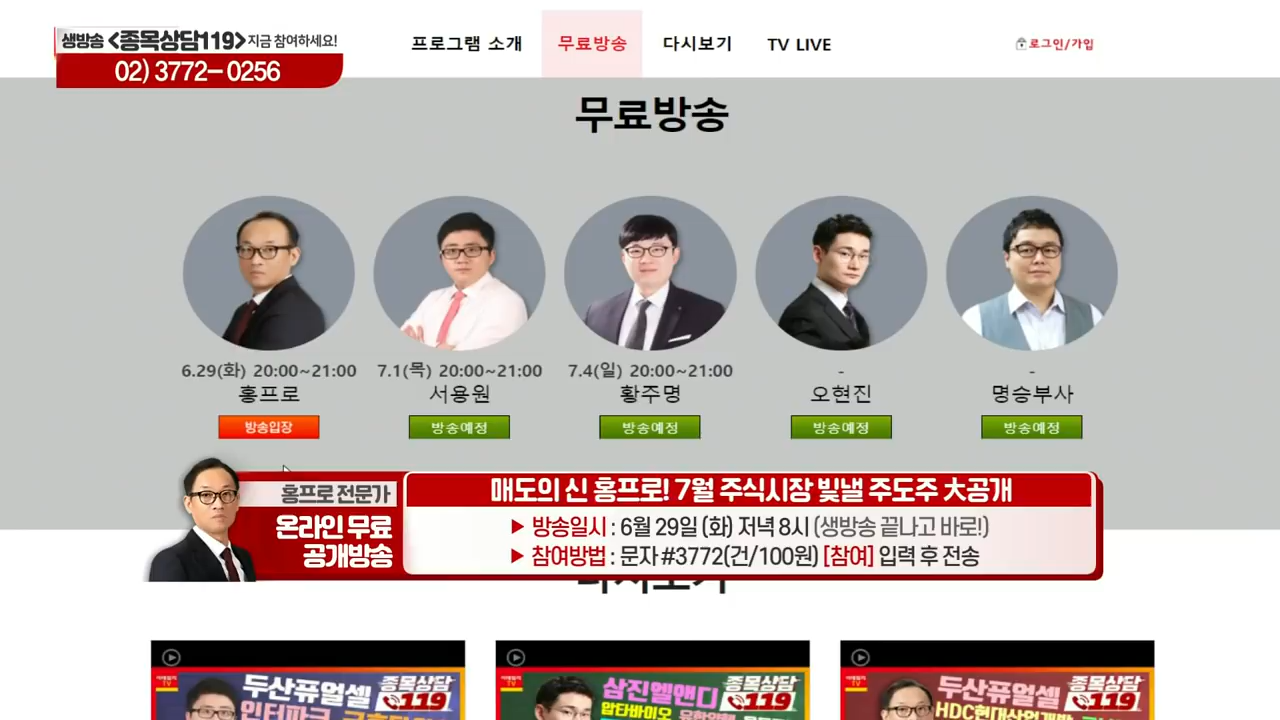 생방송 <종목상담119> 지금 참여하세요!
02) 3772-0256
프로그램 소개 무료방송 다시보기 TV LIVE 로그인/가입
무료방송
6.29(화) 20:00~21:00 7.1(목) 20:00~21:00 7.4(일) 20:00~21:00 - -
홍프로 서용원 황주명 오현진 명승부사
방송입장 방송예정 방송예정 방송예정 방송예정
홍프로 전문가
온라인 무료
공개방송
매도의 신 홍프로! 7월 주식시장 빛낼 주도주 大공개
▶ 방송일시 : 6월 29일 (화) 저녁 8시 (생방송 끝나고 바로!)
▶ 참여방법 : 문자 #3772(건/100원) [참여] 입력 후 전송
다시보기
두산퓨얼셀 종목상담 119
삼진엘앤디 종목상담 119
압타바이오
두산퓨얼셀 종목상담 119
HDC현대산업개발